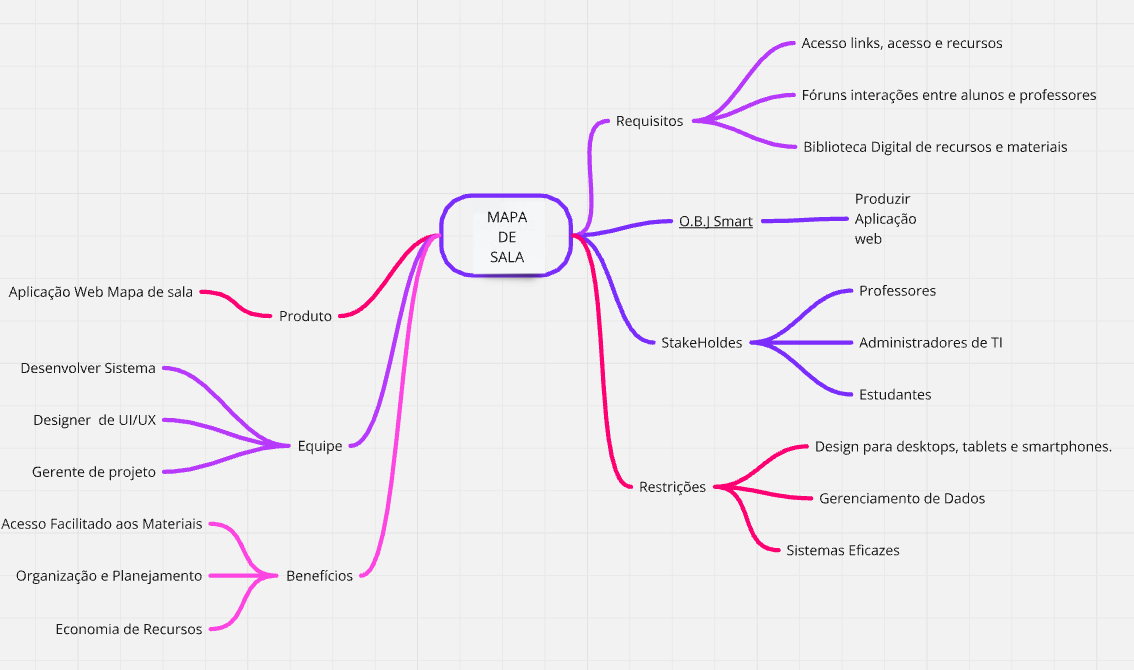 MAPA
DE
SALA
Requisitos
Acesso links, acesso e recursos
Fóruns interações entre alunos e professores
Biblioteca Digital de recursos e materiais
O.B.J Smart
Produzir
Aplicação
web
StakeHoldes
Professores
Administradores de TI
Estudantes
Restrições
Design para desktops, tablets e smartphones.
Gerenciamento de Dados
Sistemas Eficazes
Produto
Aplicação Web Mapa de sala
Equipe
Desenvolver Sistema
Designer  de UI/UX
Gerente de projeto
Benefícios
Acesso Facilitado aos Materiais
Organização e Planejamento
Economia de Recursos